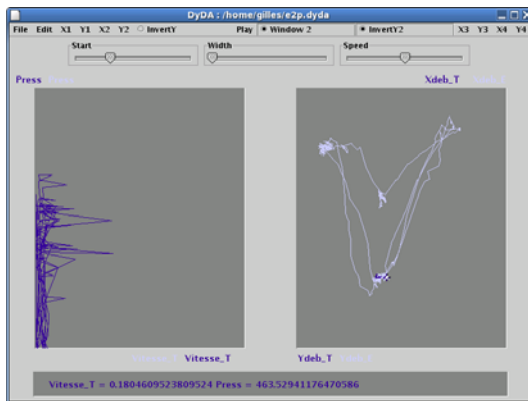 DyDA : /home/gilles/e2p.dyda
File Edit X1 Y1 X2 Y2 InvertY Play Window 2 InvertY2 X3 Y3 X4 Y4
Start Width Speed
Press Xdeb_T
Vitesse_T Ydeb_T
Vitesse_T = 0.1804609523809524 Press = 463.52941176470586